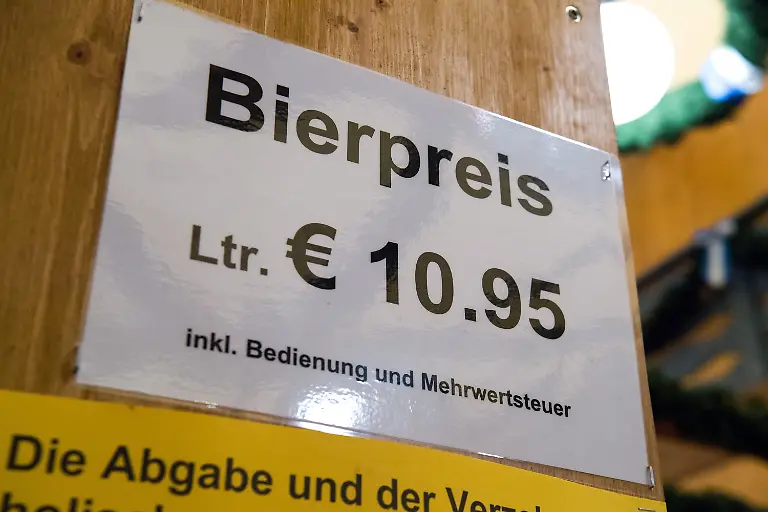 Bierpreis
Ltr. € 10.95
inkl. Bedienung und Mehrwertsteuer
Die Abgabe und der